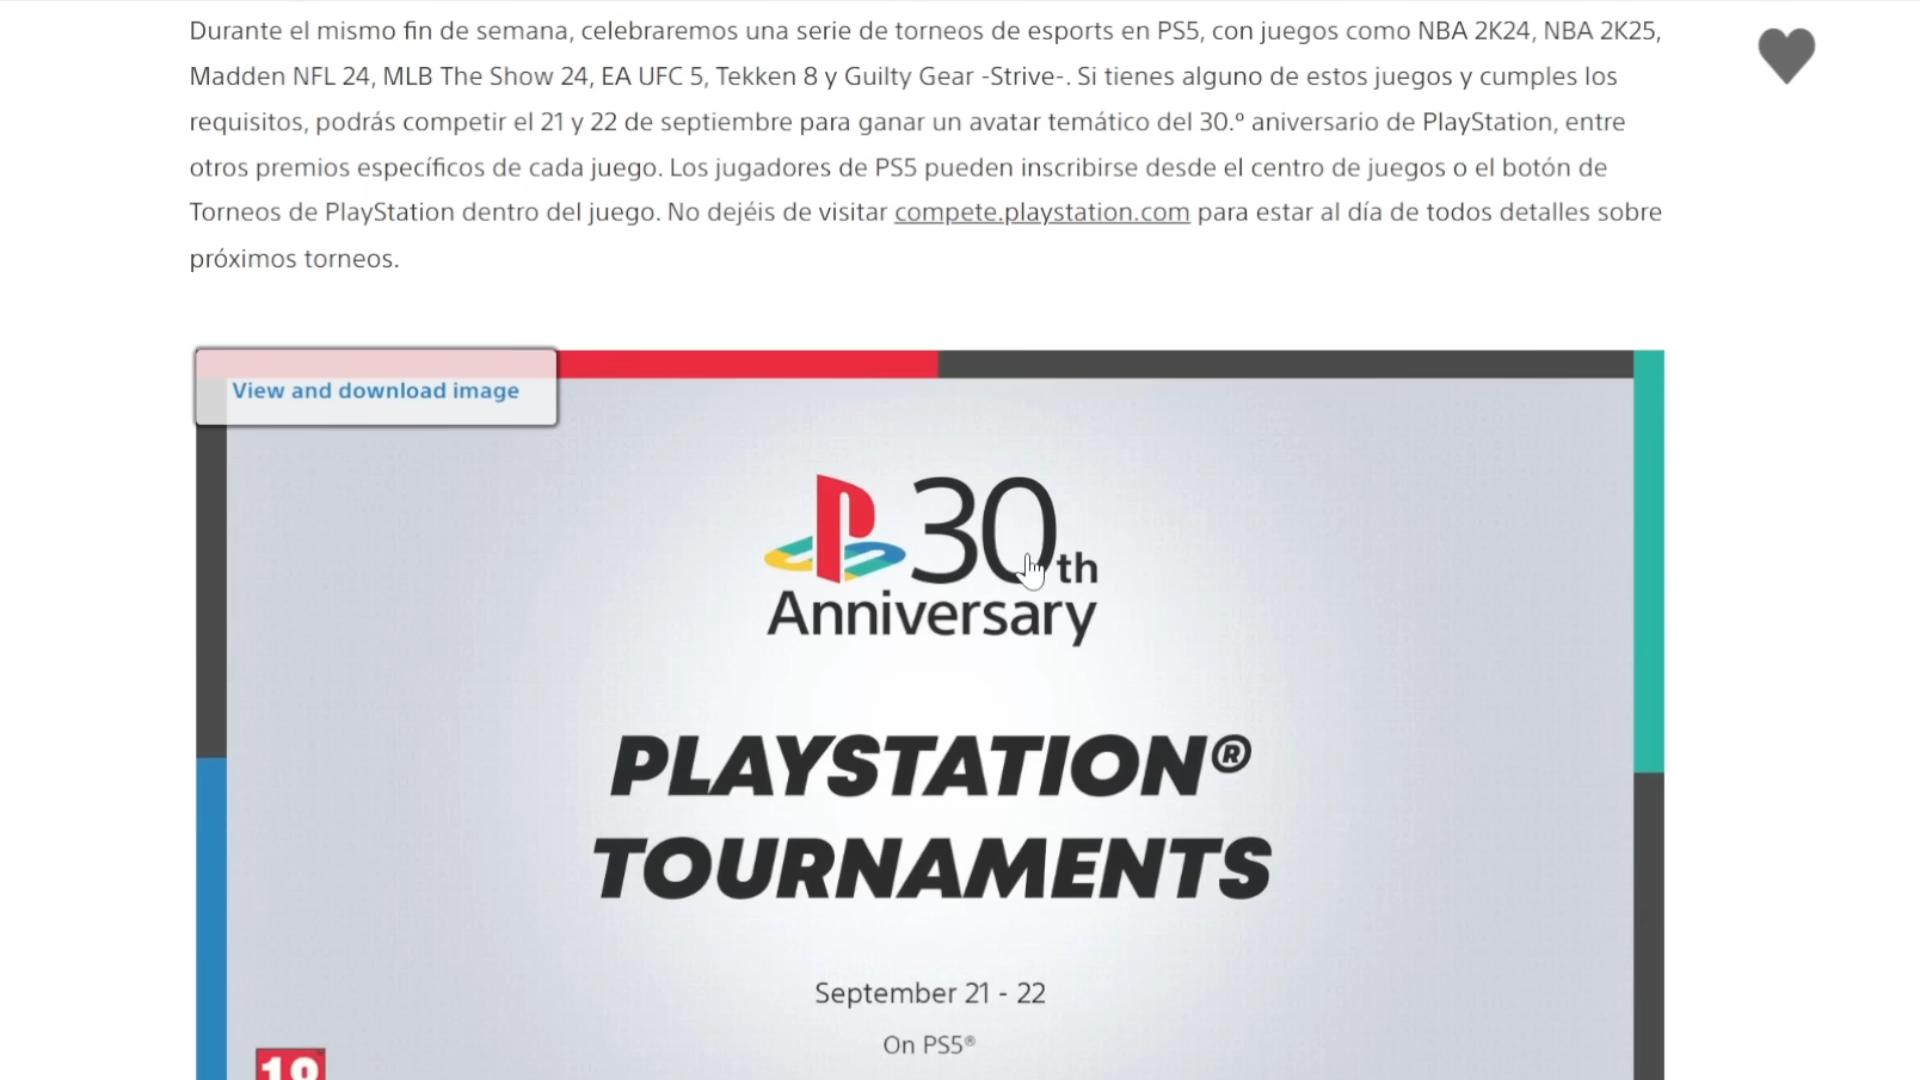 Durante el mismo fin de semana, celebraremos una serie de torneos de esports en PS5, con juegos como NBA 2K24, NBA 2K25,
Madden NFL 24, MLB The Show 24, EA UFC 5, Tekken 8 y Guilty Gear -Strive-. Si tienes alguno de estos juegos y cumples los
requisitos, podrás competir el 21 y 22 de septiembre para ganar un avatar temático del 30.º aniversario de PlayStation, entre
otros premios específicos de cada juego. Los jugadores de PS5 pueden inscribirse desde el centro de juegos o el botón de
Torneos de PlayStation dentro del juego. No dejéis de visitar compete.playstation.com para estar al día de todos detalles sobre
próximos torneos.
View and download image
30th
Anniversary
PLAYSTATION®
TOURNAMENTS
September 21 - 22
On PS5®